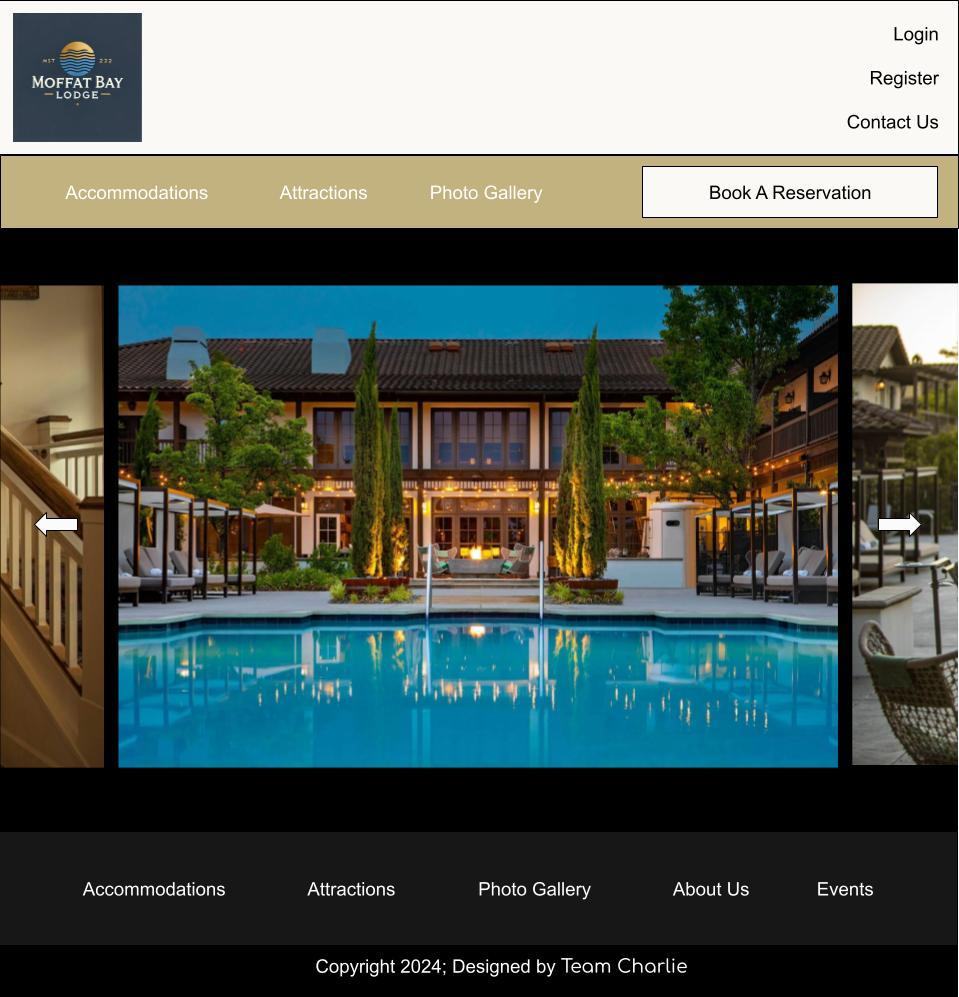 MOFFAT BAY
LODGE
Login
Register
Contact Us
Accommodations Attractions Photo Gallery Book A Reservation
Accommodations Attractions Photo Gallery About Us Events
Copyright 2024; Designed by Team Charlie